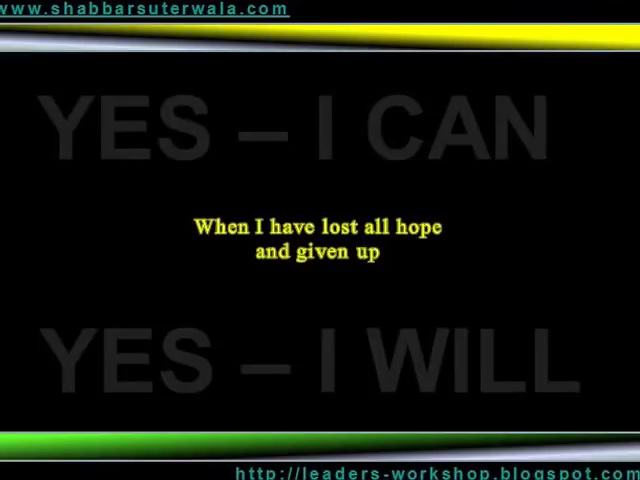 www.shabbarsuterwala.com
YES – I CAN
When I have lost all hope
and given up
YES – I WILL
http://leaders-workshop.blogspot.com